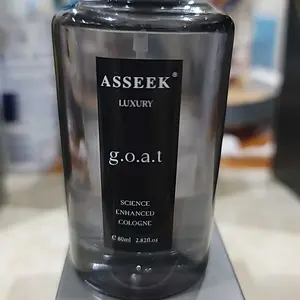 ASSEEK®
LUXURY
g.o.a.t
SCIENCE
ENHANCED
COLOGNE
℮ 80ml 2.82fl.oz